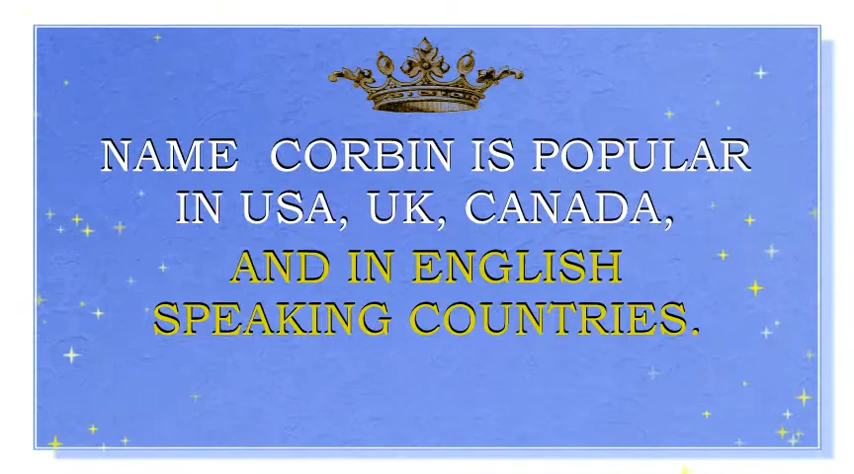 NAME CORBIN IS POPULAR
IN USA, UK, CANADA,
AND IN ENGLISH
SPEAKING COUNTRIES.